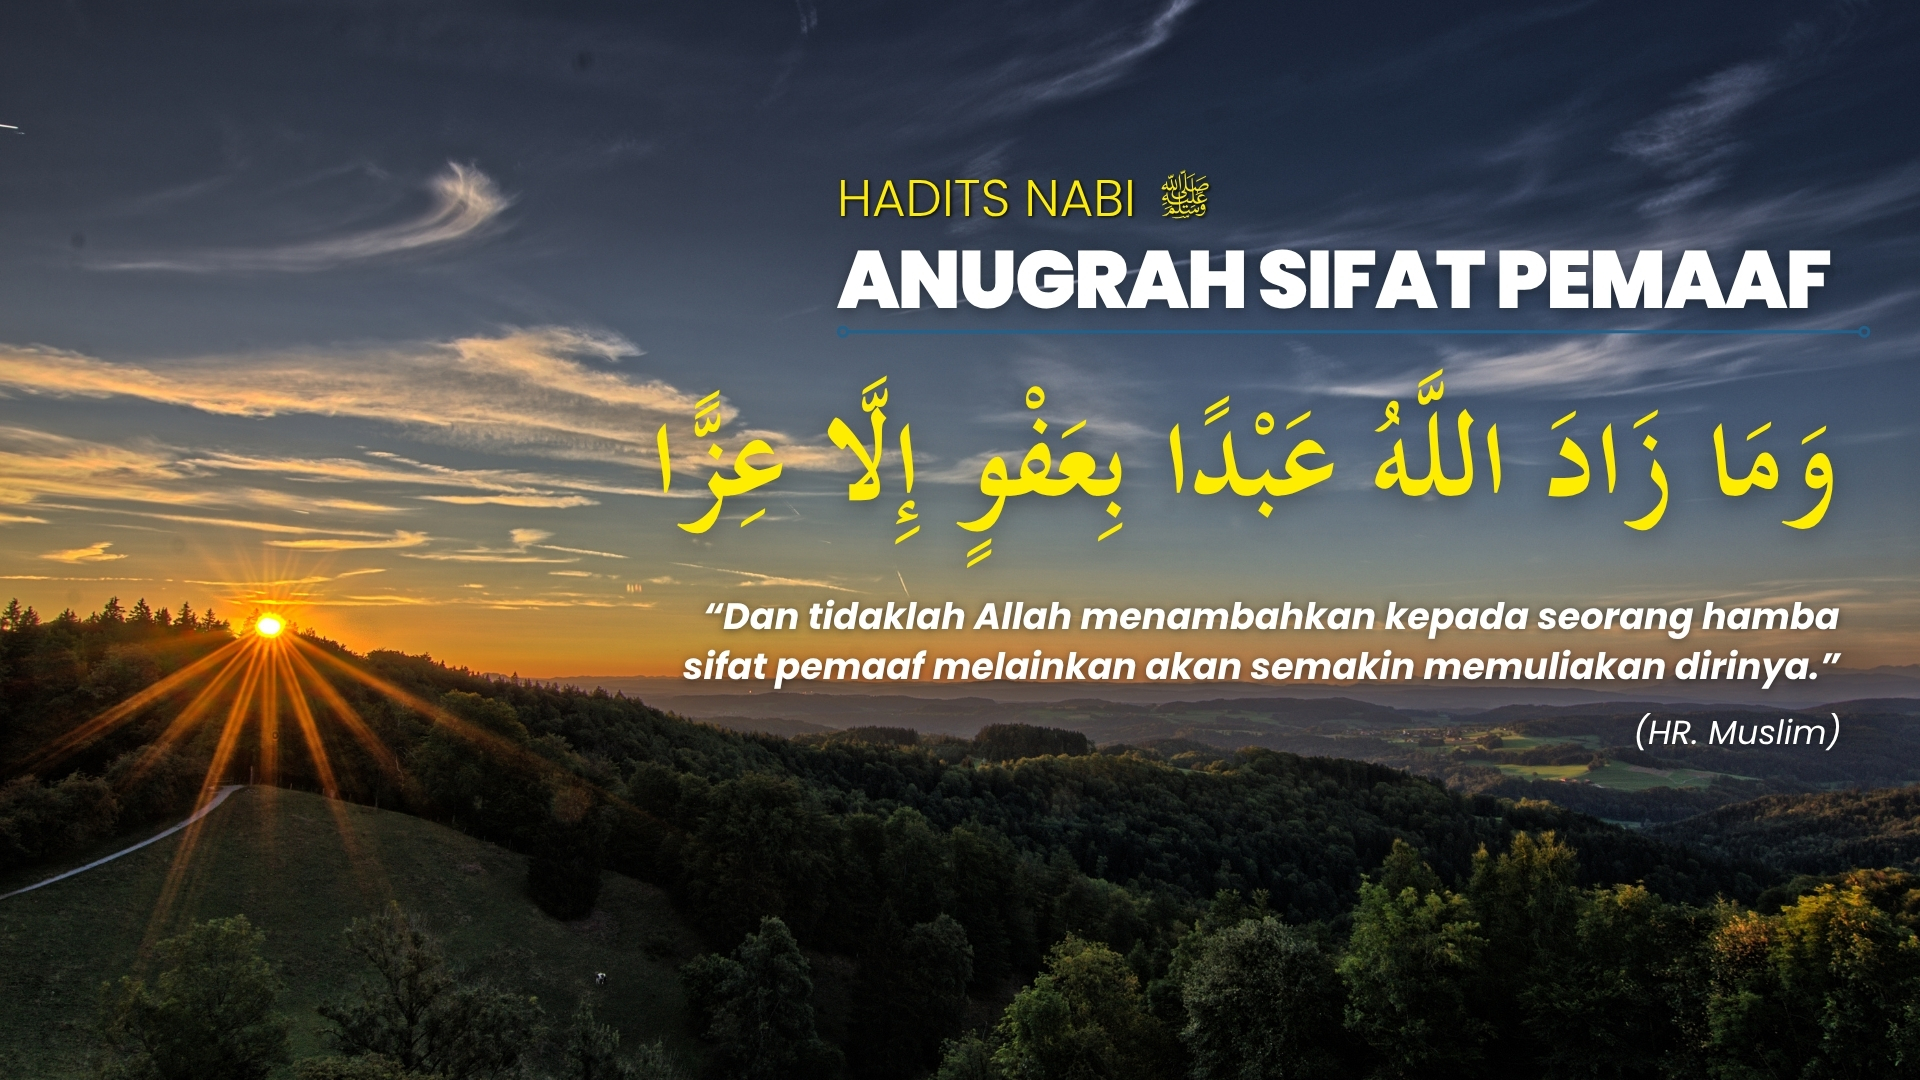 HADITS NABI ﷺ
ANUGRAH SIFAT PEMAAF
وَمَا زَادَ اللَّهُ عَبْدًا بِعَفْوٍ إِلَّا عِزًّا
“Dan tidaklah Allah menambahkan kepada seorang hamba
sifat pemaaf melainkan akan semakin memuliakan dirinya.”
(HR. Muslim)